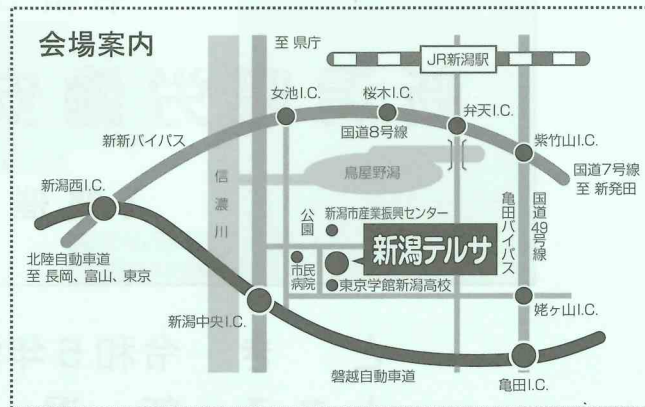 会場案内
至 県庁
JR新潟駅
女池I.C.
桜木I.C.
弁天I.C.
国道8号線
紫竹山I.C.
新新バイパス
国道7号線
至 新発田
鳥屋野潟
新潟西I.C.
信濃川
亀田バイパス
国道49号線
公園
新潟市産業振興センター
新潟テルサ
北陸自動車道
至 長岡、富山、東京
市民
病院
東京学館新潟高校
新潟中央I.C.
姥ヶ山I.C.
磐越自動車道
亀田I.C.
令和5年